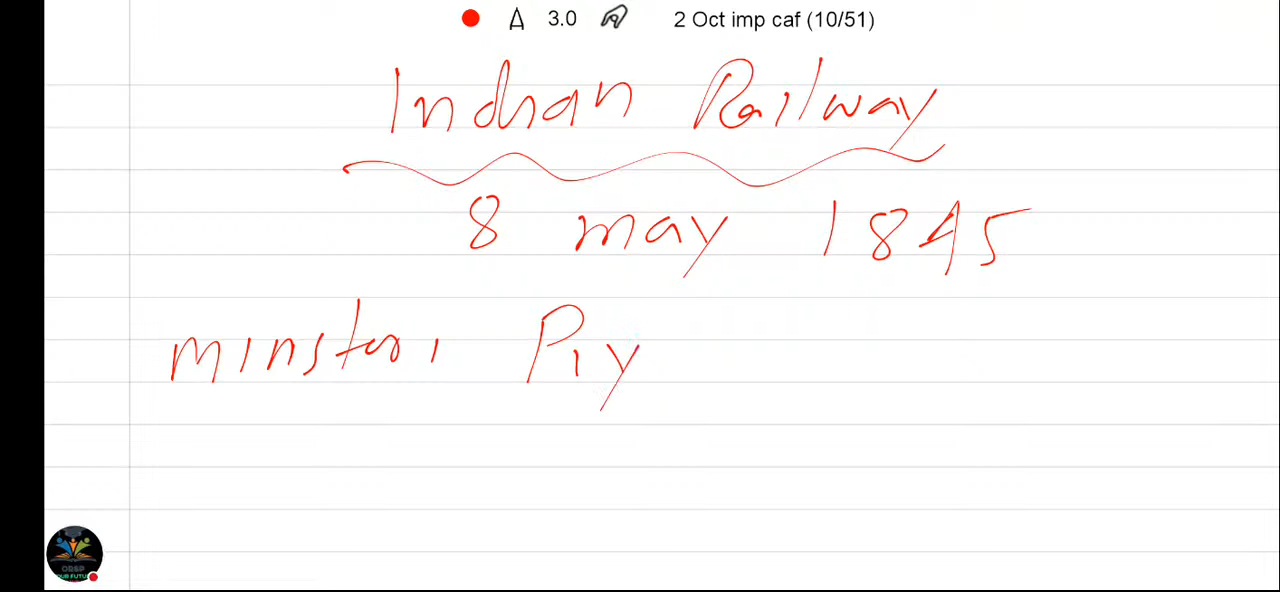 3.0 2 Oct imp caf (10/51)
Indian Railway
8 may 1845
minster Piy